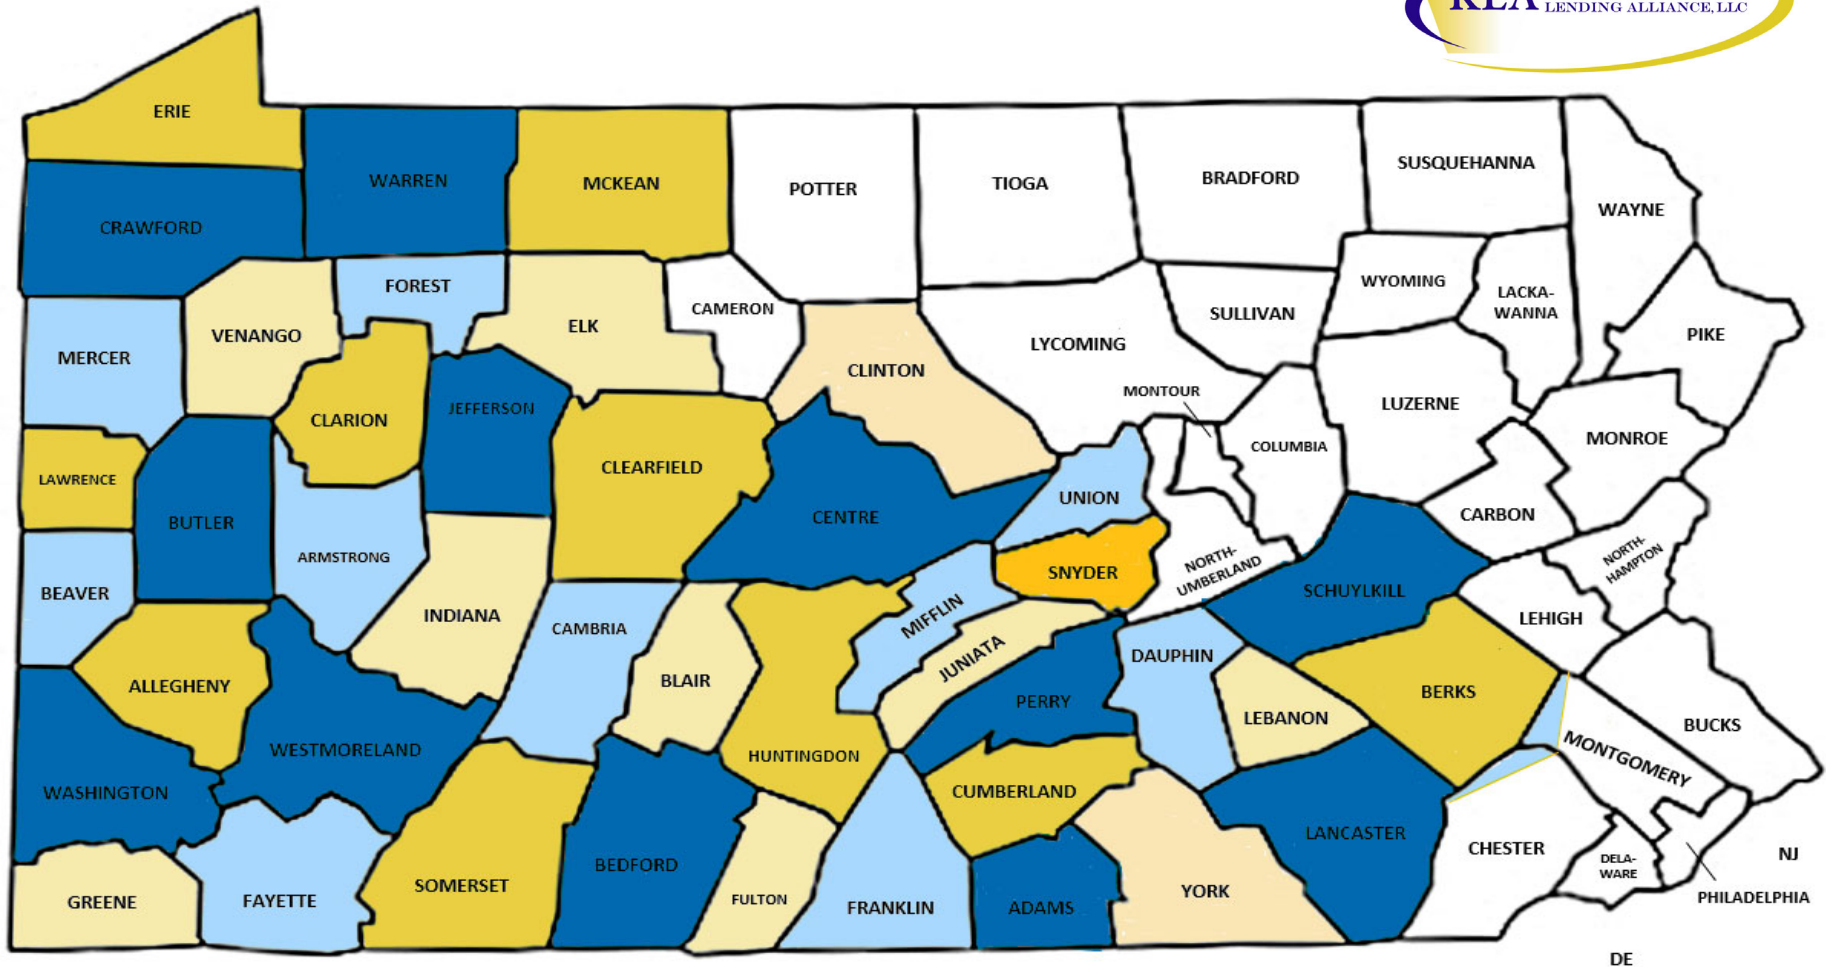 KLA LENDING ALLIANCE, LLC
ERIE
WARREN
MCKEAN
POTTER
TIOGA
BRADFORD
SUSQUEHANNA
WAYNE
CRAWFORD
FOREST
ELK
CAMERON
SULLIVAN
WYOMING
LACKA-
WANNA
PIKE
MERCER
VENANGO
CLINTON
LYCOMING
MONTOUR
LUZERNE
CLARION
JEFFERSON
COLUMBIA
MONROE
LAWRENCE
BUTLER
CLEARFIELD
CENTRE
UNION
CARBON
ARMSTRONG
SNYDER
NORTH-
UMBERLAND
SCHUYLKILL
NORTH-
HAMPTON
BEAVER
INDIANA
CAMBRIA
MIFFLIN
LEHIGH
ALLEGHENY
BLAIR
JUNIATA
DAUPHIN
PERRY
LEBANON
BERKS
BUCKS
WESTMORELAND
HUNTINGDON
MONTGOMERY
WASHINGTON
CUMBERLAND
LANCASTER
CHESTER
DELA-
WARE
NJ
GREENE
FAYETTE
SOMERSET
BEDFORD
FULTON
FRANKLIN
ADAMS
YORK
PHILADELPHIA
DE